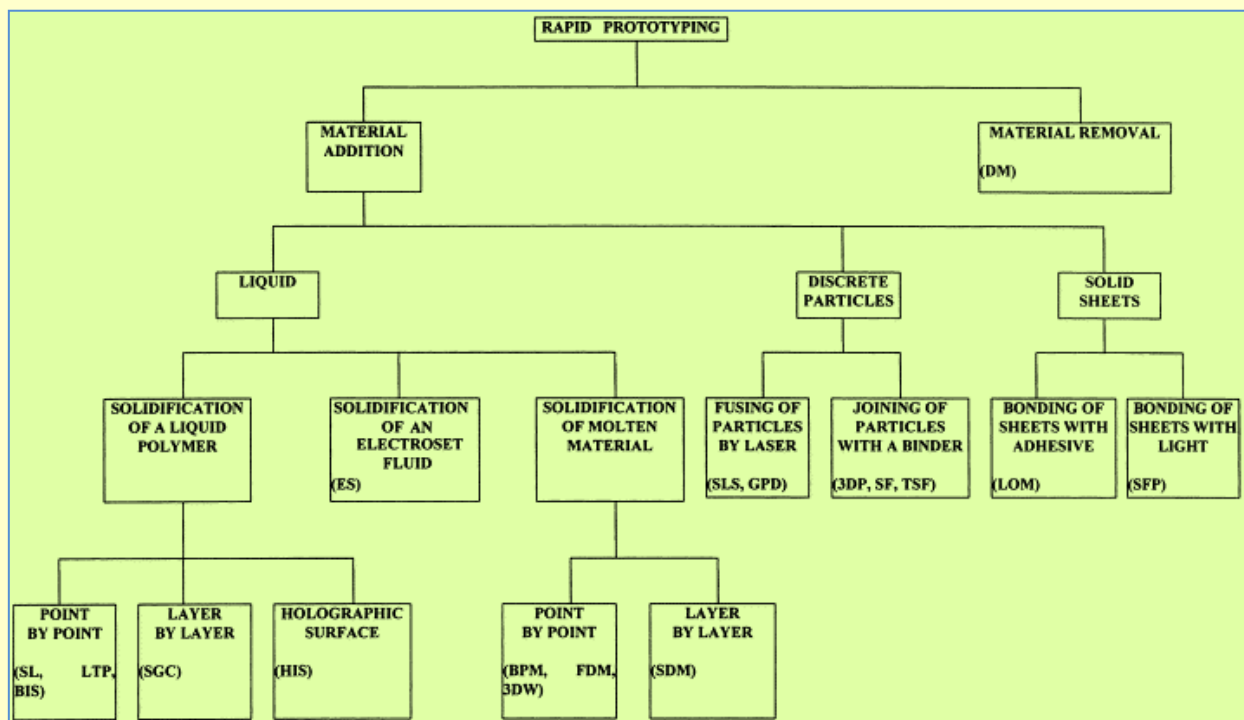 RAPID PROTOTYPING
MATERIAL
ADDITION
MATERIAL REMOVAL
(DM)
LIQUID
DISCRETE
PARTICLES
SOLID
SHEETS
SOLIDIFICATION
OF A LIQUID
POLYMER
SOLIDIFICATION
OF AN
ELECTROSET
FLUID
(ES)
SOLIDIFICATION
OF MOLTEN
MATERIAL
FUSING OF
PARTICLES
BY LASER
(SLS, GPD)
JOINING OF
PARTICLES
WITH A BINDER
(3DP, SF, TSF)
BONDING OF
SHEETS WITH
ADHESIVE
(LOM)
BONDING OF
SHEETS WITH
LIGHT
(SFP)
POINT
BY POINT
(SL, LTP,
BIS)
LAYER
BY LAYER
(SGC)
HOLOGRAPHIC
SURFACE
(HIS)
POINT
BY POINT
(BPM, FDM,
3DW)
LAYER
BY LAYER
(SDM)